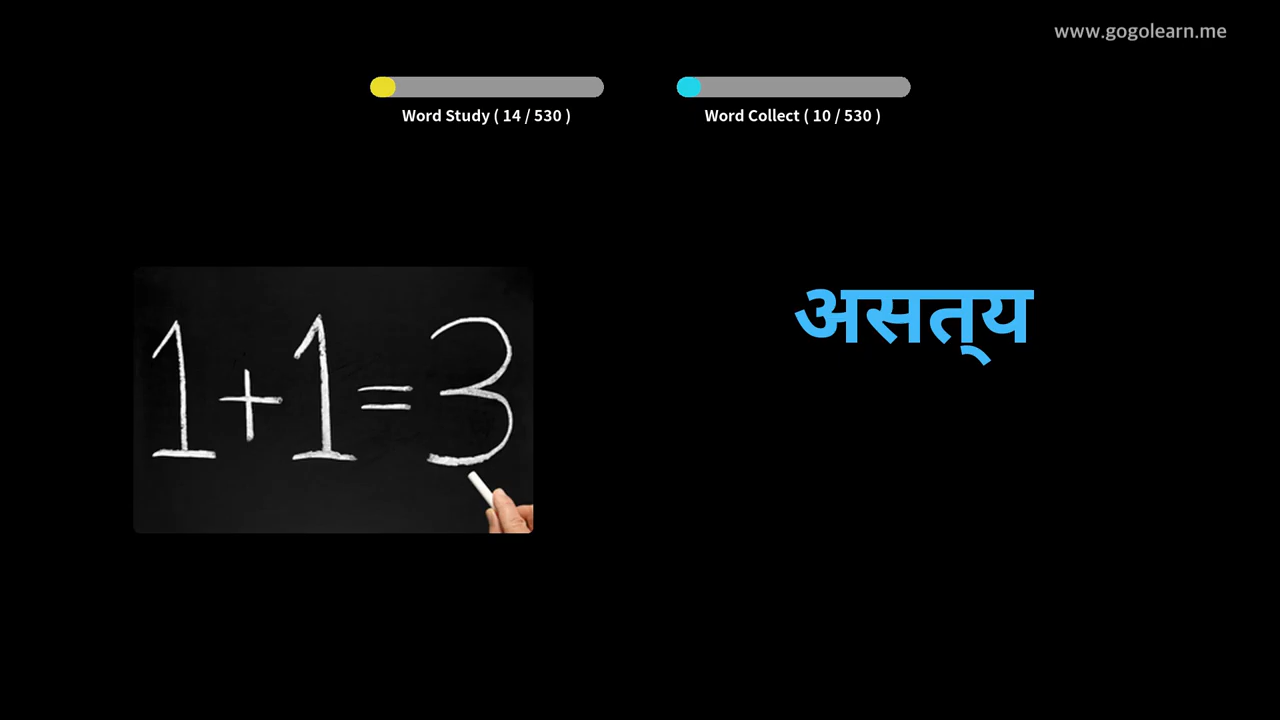 www.gogolearn.me
Word Study ( 14 / 530 )
Word Collect ( 10 / 530 )
1+1=3
असत्‌य